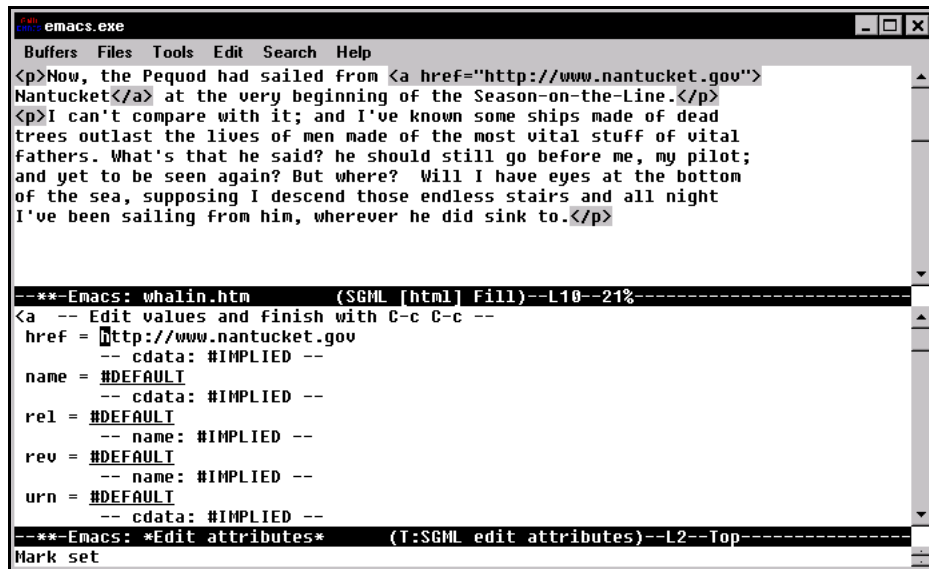 emacs.exe
Buffers Files Tools Edit Search Help
<p>Now, the Pequod had sailed from <a href="http://www.nantucket.gov">
Nantucket</a> at the very beginning of the Season-on-the-Line.</p>
<p>I can't compare with it; and I've known some ships made of dead
trees outlast the lives of men made of the most vital stuff of vital
fathers. What's that he said? he should still go before me, my pilot;
and yet to be seen again? But where?  Will I have eyes at the bottom
of the sea, supposing I descend those endless stairs and all night
I've been sailing from him, wherever he did sink to.</p>
--**-Emacs: whalin.htm         (SGML [html] Fill)--L10--21%--------------------------
<a  -- Edit values and finish with C-c C-c --
 href = http://www.nantucket.gov
         -- cdata: #IMPLIED --
 name = #DEFAULT
         -- cdata: #IMPLIED --
 rel = #DEFAULT
         -- name: #IMPLIED --
 rev = #DEFAULT
         -- name: #IMPLIED --
 urn = #DEFAULT
         -- cdata: #IMPLIED --
--**-Emacs: *Edit attributes*      (T:SGML edit attributes)--L2--Top-----------------
Mark set